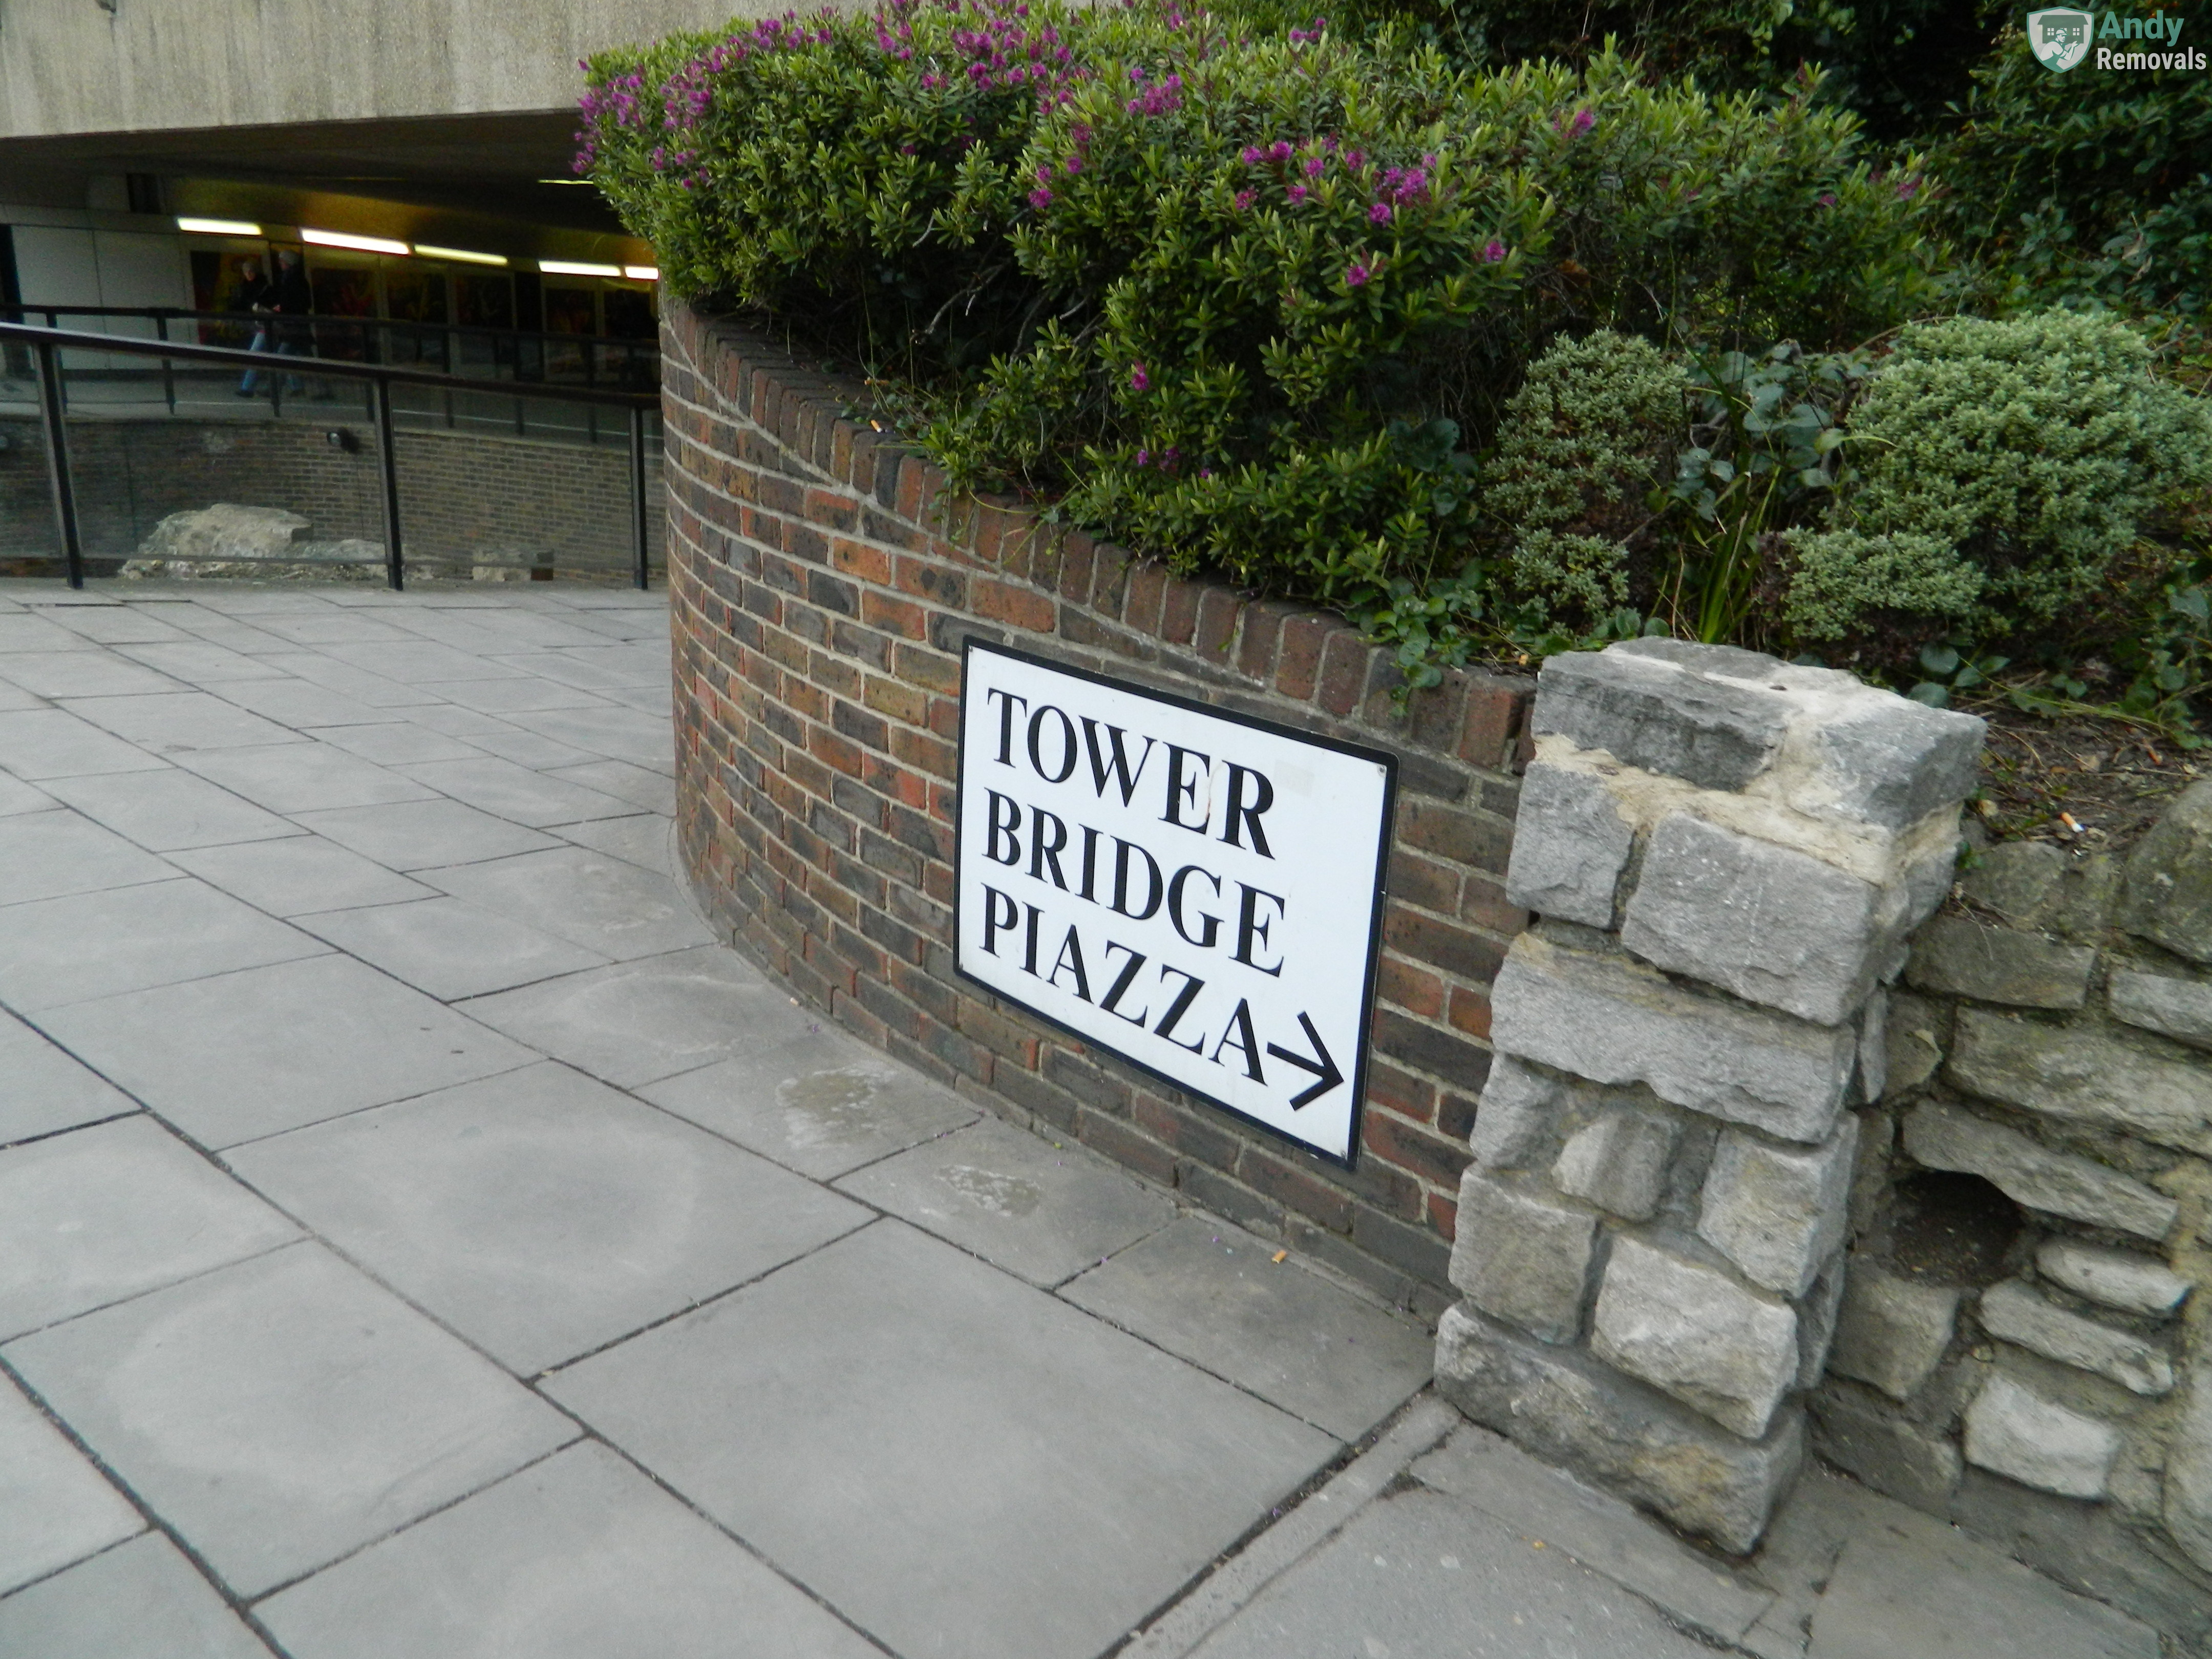 Andy
Removals
TOWER
BRIDGE
PIAZZA→